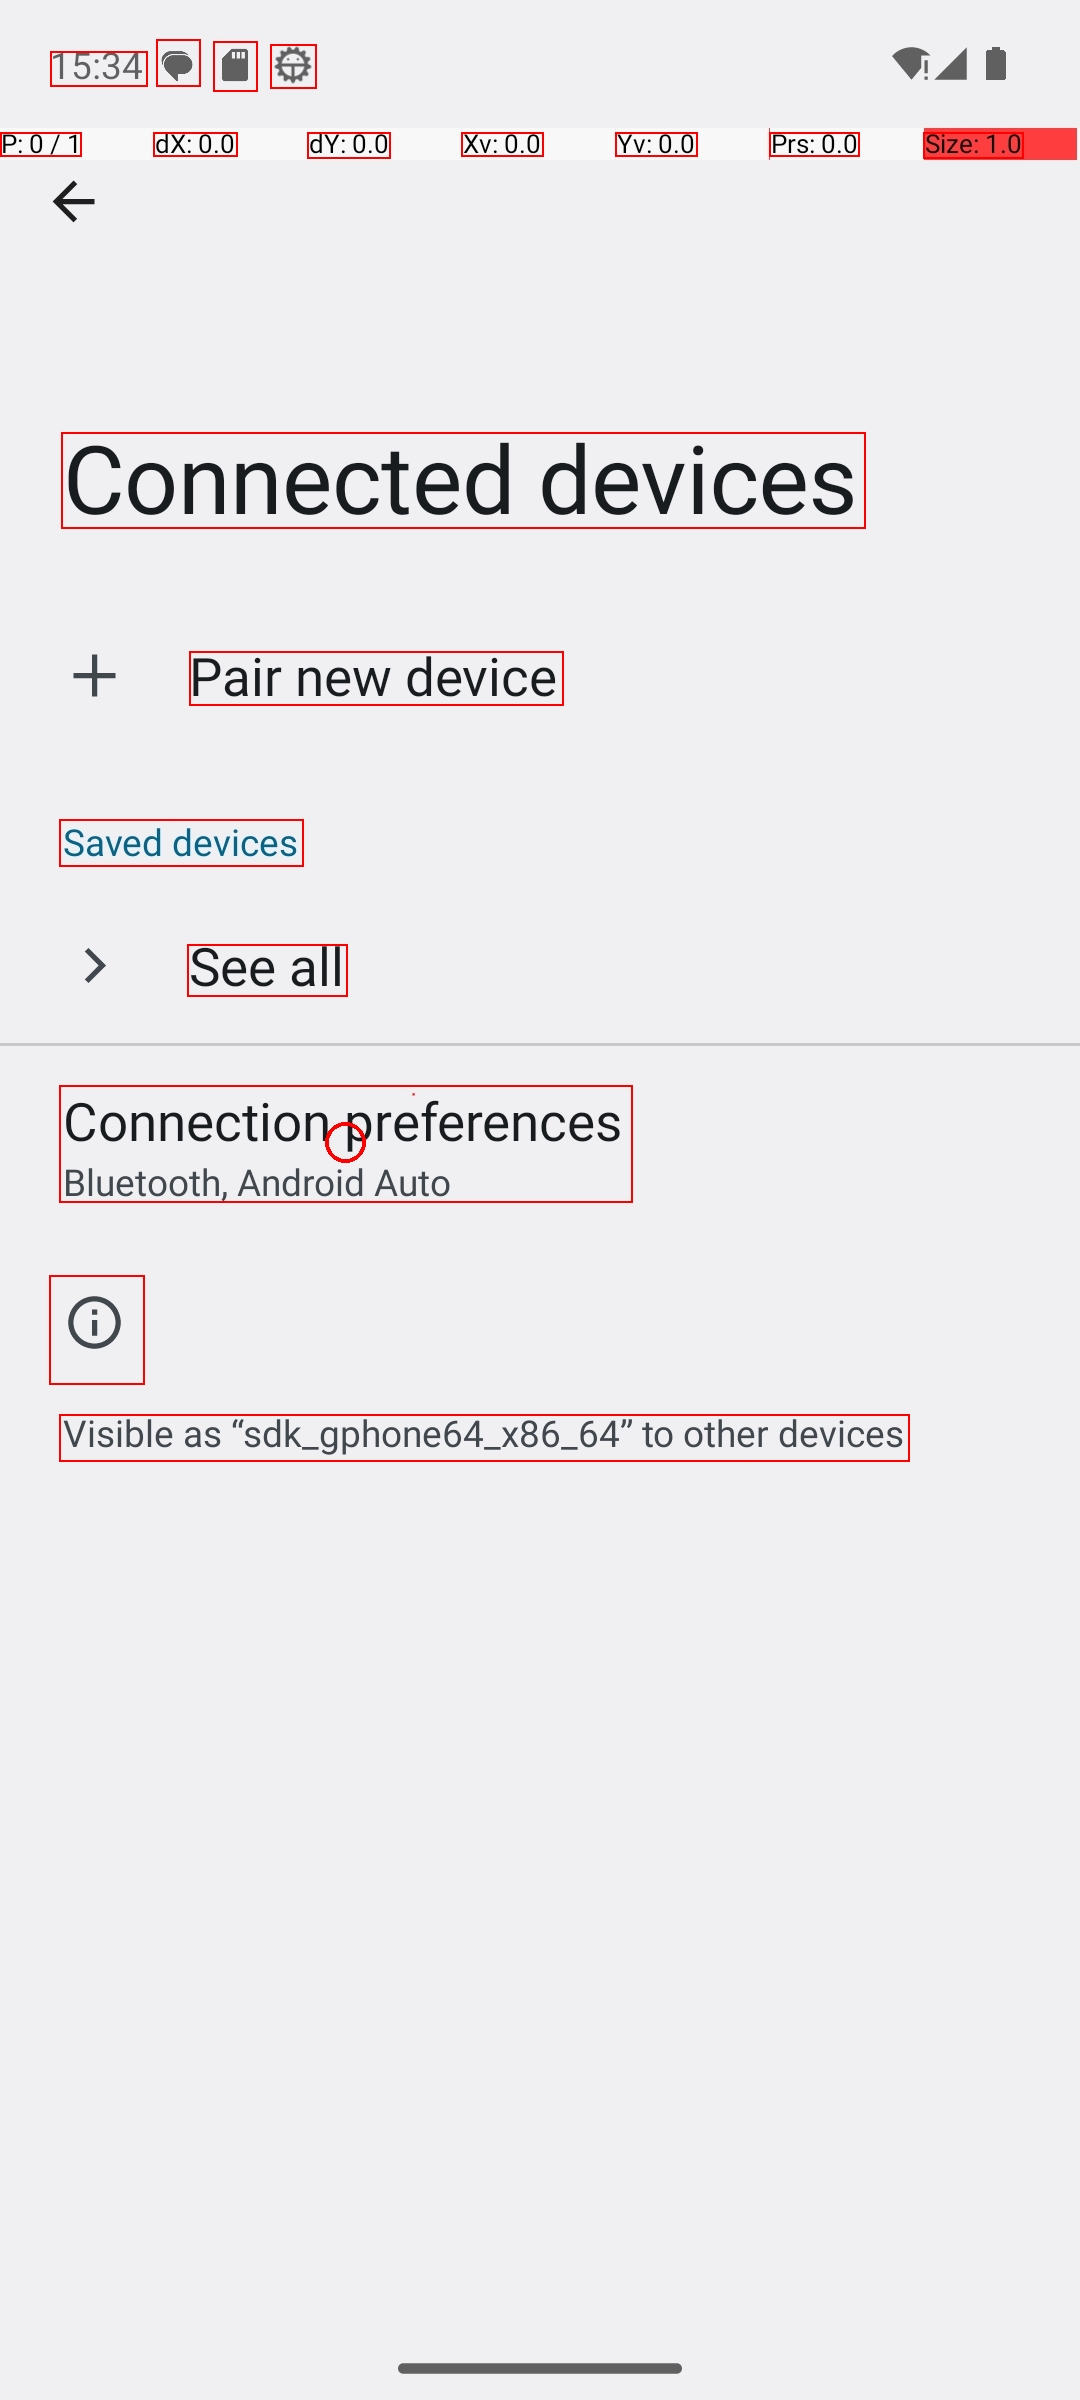 15:34
P: 0 / 1 dX: 0.0 dY: 0.0 Xv: 0.0 Yv: 0.0 Prs: 0.0 Size: 1.0
Connected devices
Pair new device
Saved devices
See all
Connection preferences
Bluetooth, Android Auto
Visible as “sdk_gphone64_x86_64” to other devices